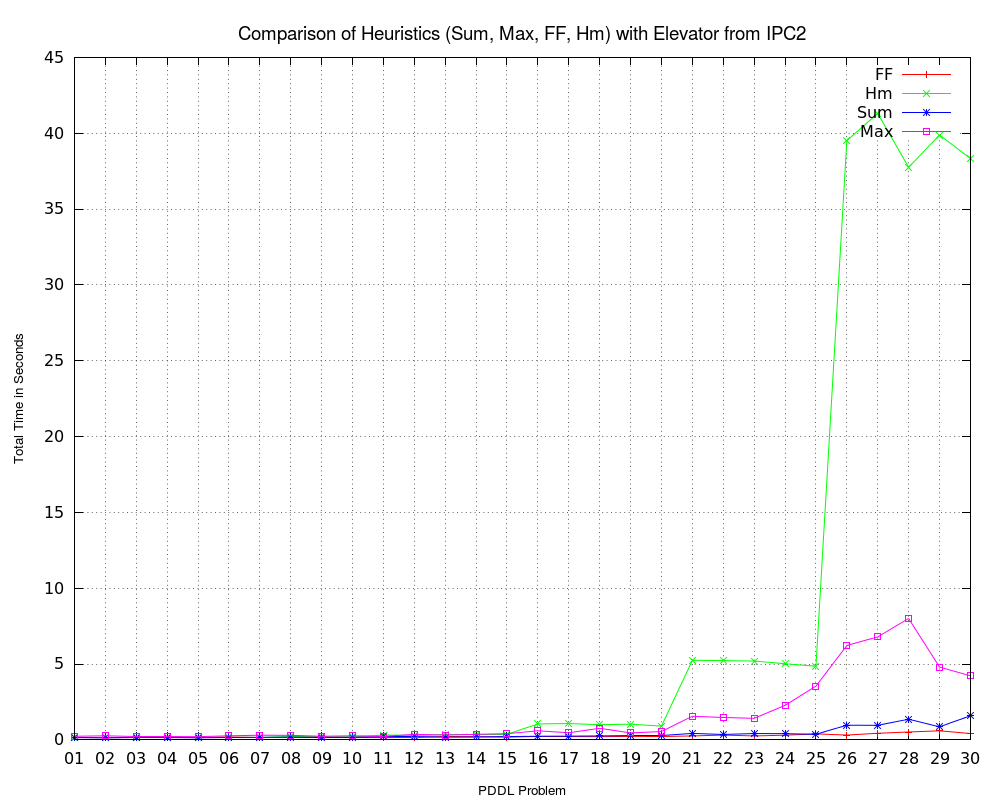 Comparison of Heuristics (Sum, Max, FF, Hm) with Elevator from IPC2
45
40
35
30
25
20
15
10
5
0
Total Time in Seconds
FF
Hm
Sum
Max
01 02 03 04 05 06 07 08 09 10 11 12 13 14 15 16 17 18 19 20 21 22 23 24 25 26 27 28 29 30
PDDL Problem